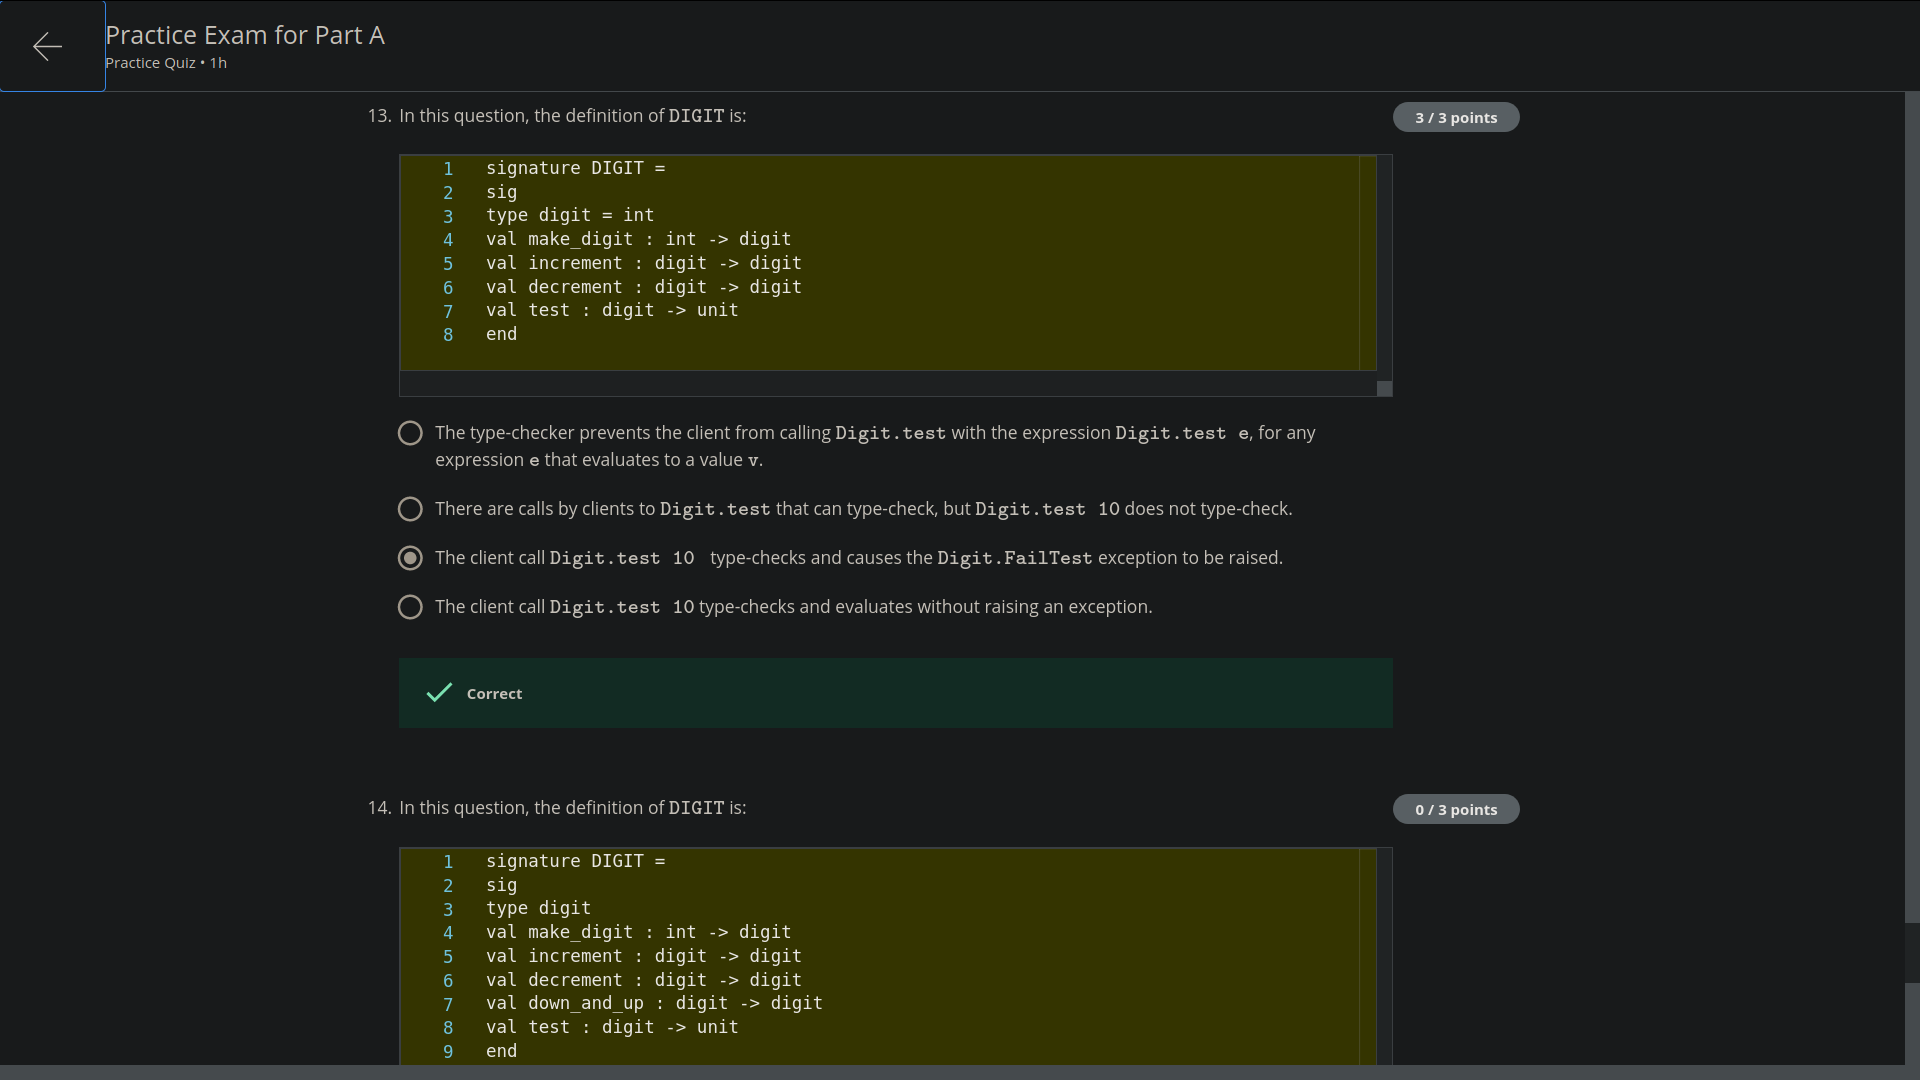 Practice Exam for Part A
Practice Quiz • 1h
13. In this question, the definition of DIGIT is:
3 / 3 points
1 signature DIGIT =
2 sig
3 type digit = int
4 val make_digit : int -> digit
5 val increment : digit -> digit
6 val decrement : digit -> digit
7 val test : digit -> unit
8 end
The type-checker prevents the client from calling Digit.test with the expression Digit.test e, for any
expression e that evaluates to a value v.
There are calls by clients to Digit.test that can type-check, but Digit.test 10 does not type-check.
The client call Digit.test 10 type-checks and causes the Digit.FailTest exception to be raised.
The client call Digit.test 10 type-checks and evaluates without raising an exception.
Correct
14. In this question, the definition of DIGIT is:
0 / 3 points
1 signature DIGIT =
2 sig
3 type digit
4 val make_digit : int -> digit
5 val increment : digit -> digit
6 val decrement : digit -> digit
7 val down_and_up : digit -> digit
8 val test : digit -> unit
9 end